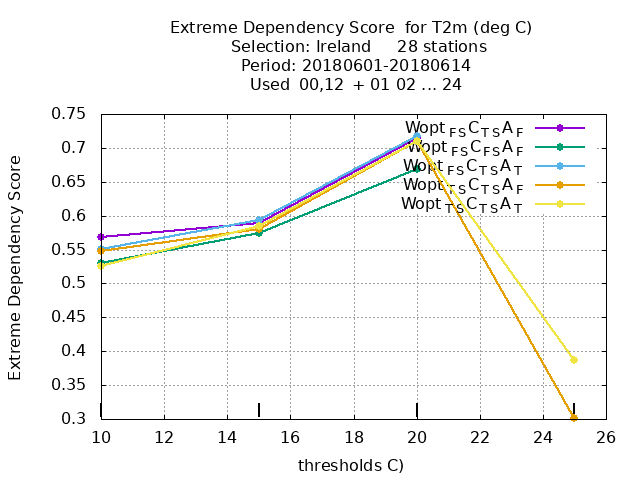 Extreme Dependency Score  for T2m (deg C)
Selection: Ireland     28 stations
Period: 20180601-20180614
Used  00,12  + 01 02 ... 24
Extreme Dependency Score
0.75
0.7
0.65
0.6
0.55
0.5
0.45
0.4
0.35
0.3
Wopt FS C TS A F
Wopt FS C FS A F
Wopt FS C TS A T
Wopt TS C TS A F
Wopt TS C TS A T
10 12 14 16 18 20 22 24 26
thresholds C)